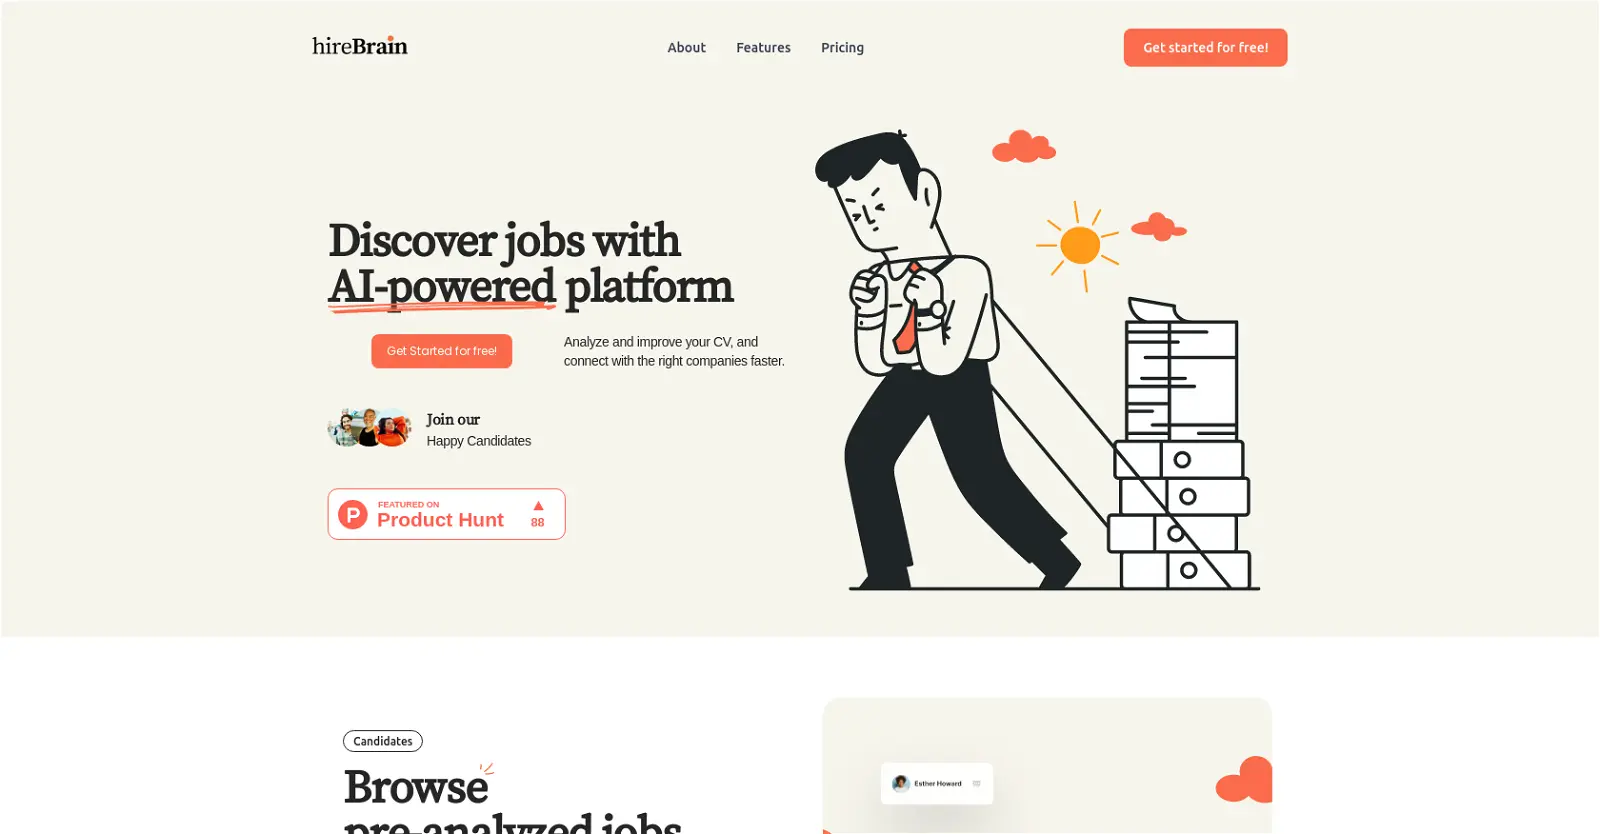 hireBrain
About
Features
Pricing
Get started for free!
Discover jobs with
AI-powered platform
Get Started for free!
Analyze and improve your CV, and
connect with the right companies faster.
Join our
Happy Candidates
P
FEATURED ON
Product Hunt
88
Candidates
Browse
pre-analyzed jobs
Esther Howard